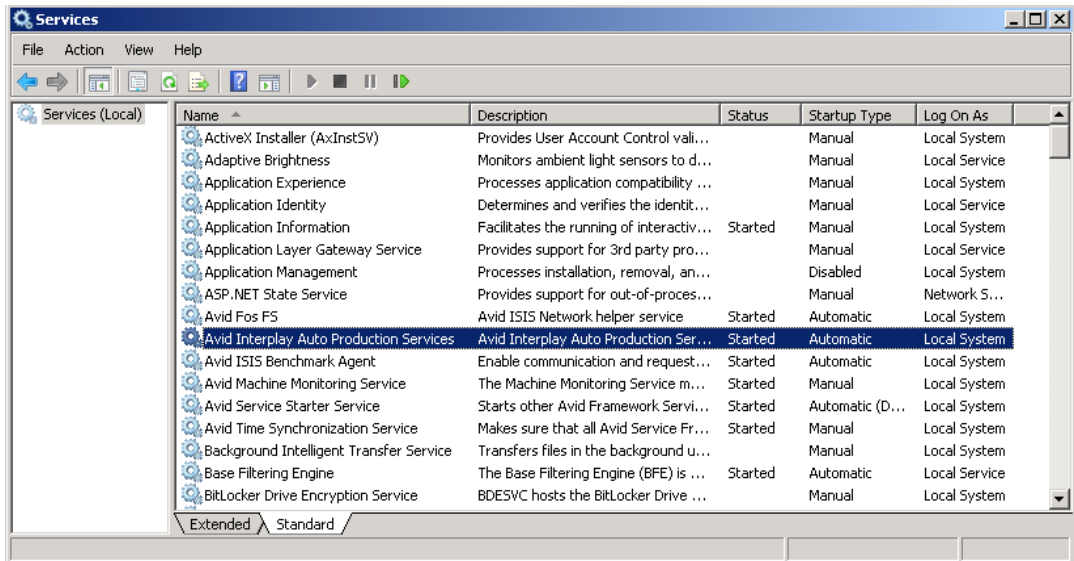 Services
File Action View Help
Services (Local)
Name Description Status Startup Type Log On As
ActiveX Installer (AxInstSV) Provides User Account Control vali... Manual Local System
Adaptive Brightness Monitors ambient light sensors to d... Manual Local Service
Application Experience Processes application compatibility ... Manual Local System
Application Identity Determines and verifies the identit... Manual Local Service
Application Information Facilitates the running of interactiv... Started Manual Local System
Application Layer Gateway Service Provides support for 3rd party pro... Manual Local Service
Application Management Processes installation, removal, an... Disabled Local System
ASP.NET State Service Provides support for out-of-proces... Manual Network S...
Avid Fos FS Avid ISIS Network helper service Started Automatic Local System
Avid Interplay Auto Production Services Avid Interplay Auto Production Ser... Started Automatic Local System
Avid ISIS Benchmark Agent Enable communication and request... Started Automatic Local System
Avid Machine Monitoring Service The Machine Monitoring Service m... Started Manual Local System
Avid Service Starter Service Starts other Avid Framework Servi... Started Automatic (D... Local System
Avid Time Synchronization Service Makes sure that all Avid Service Fr... Started Manual Local System
Background Intelligent Transfer Service Transfers files in the background u... Manual Local System
Base Filtering Engine The Base Filtering Engine (BFE) is ... Started Automatic Local Service
BitLocker Drive Encryption Service BDESVC hosts the BitLocker Drive ... Manual Local System
Extended Standard